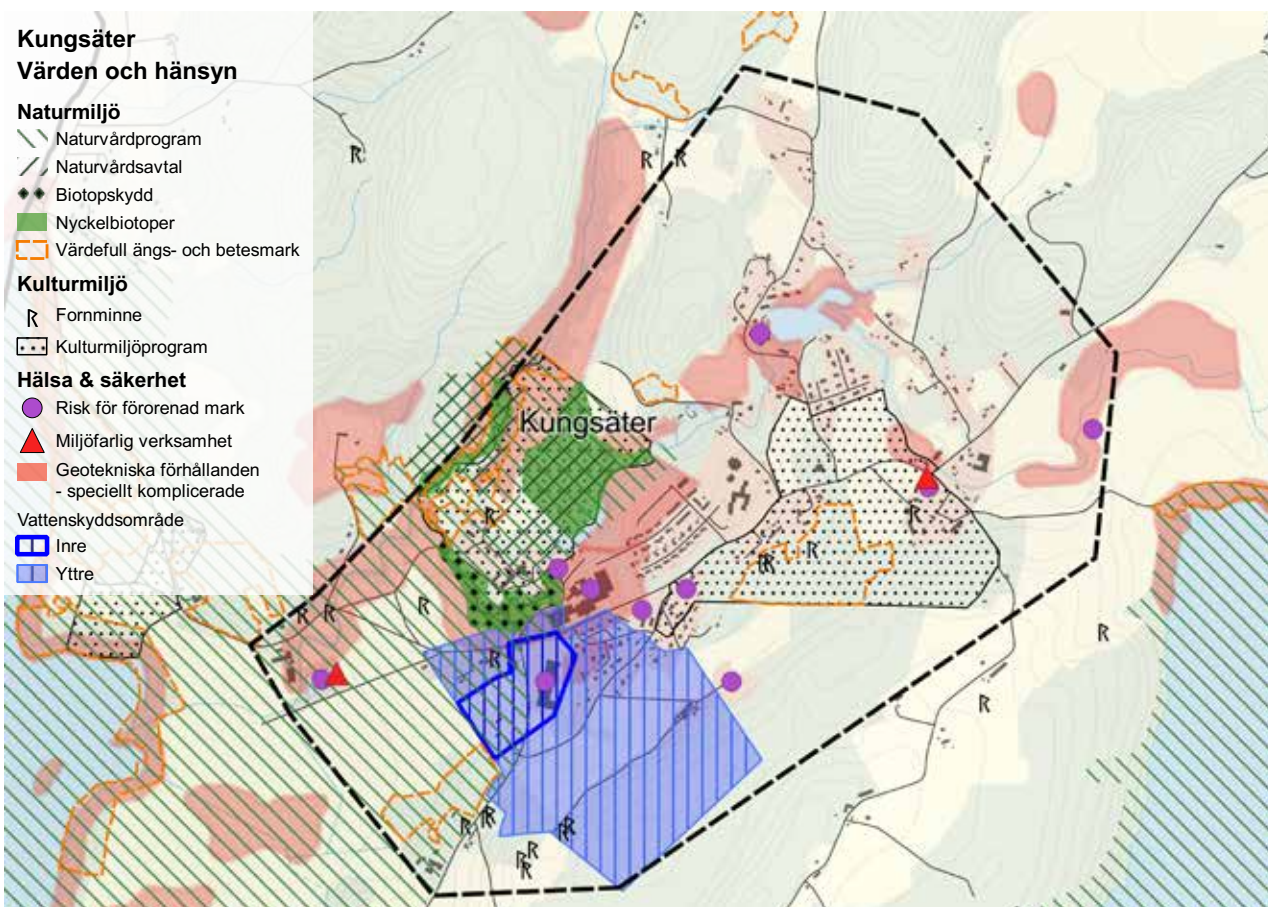 Kungsäter
Värden och hänsyn
Naturmiljö
Naturvårdprogram
Naturvårdsavtal
Biotopskydd
Nyckelbiotoper
Värdefull ängs- och betesmark
Kulturmiljö
Fornminne
Kulturmiljöprogram
Hälsa & säkerhet
Risk för förorenad mark
Miljöfarlig verksamhet
Geotekniska förhållanden
- speciellt komplicerade
Vattenskyddsområde
Inre
Yttre
Kungsäter